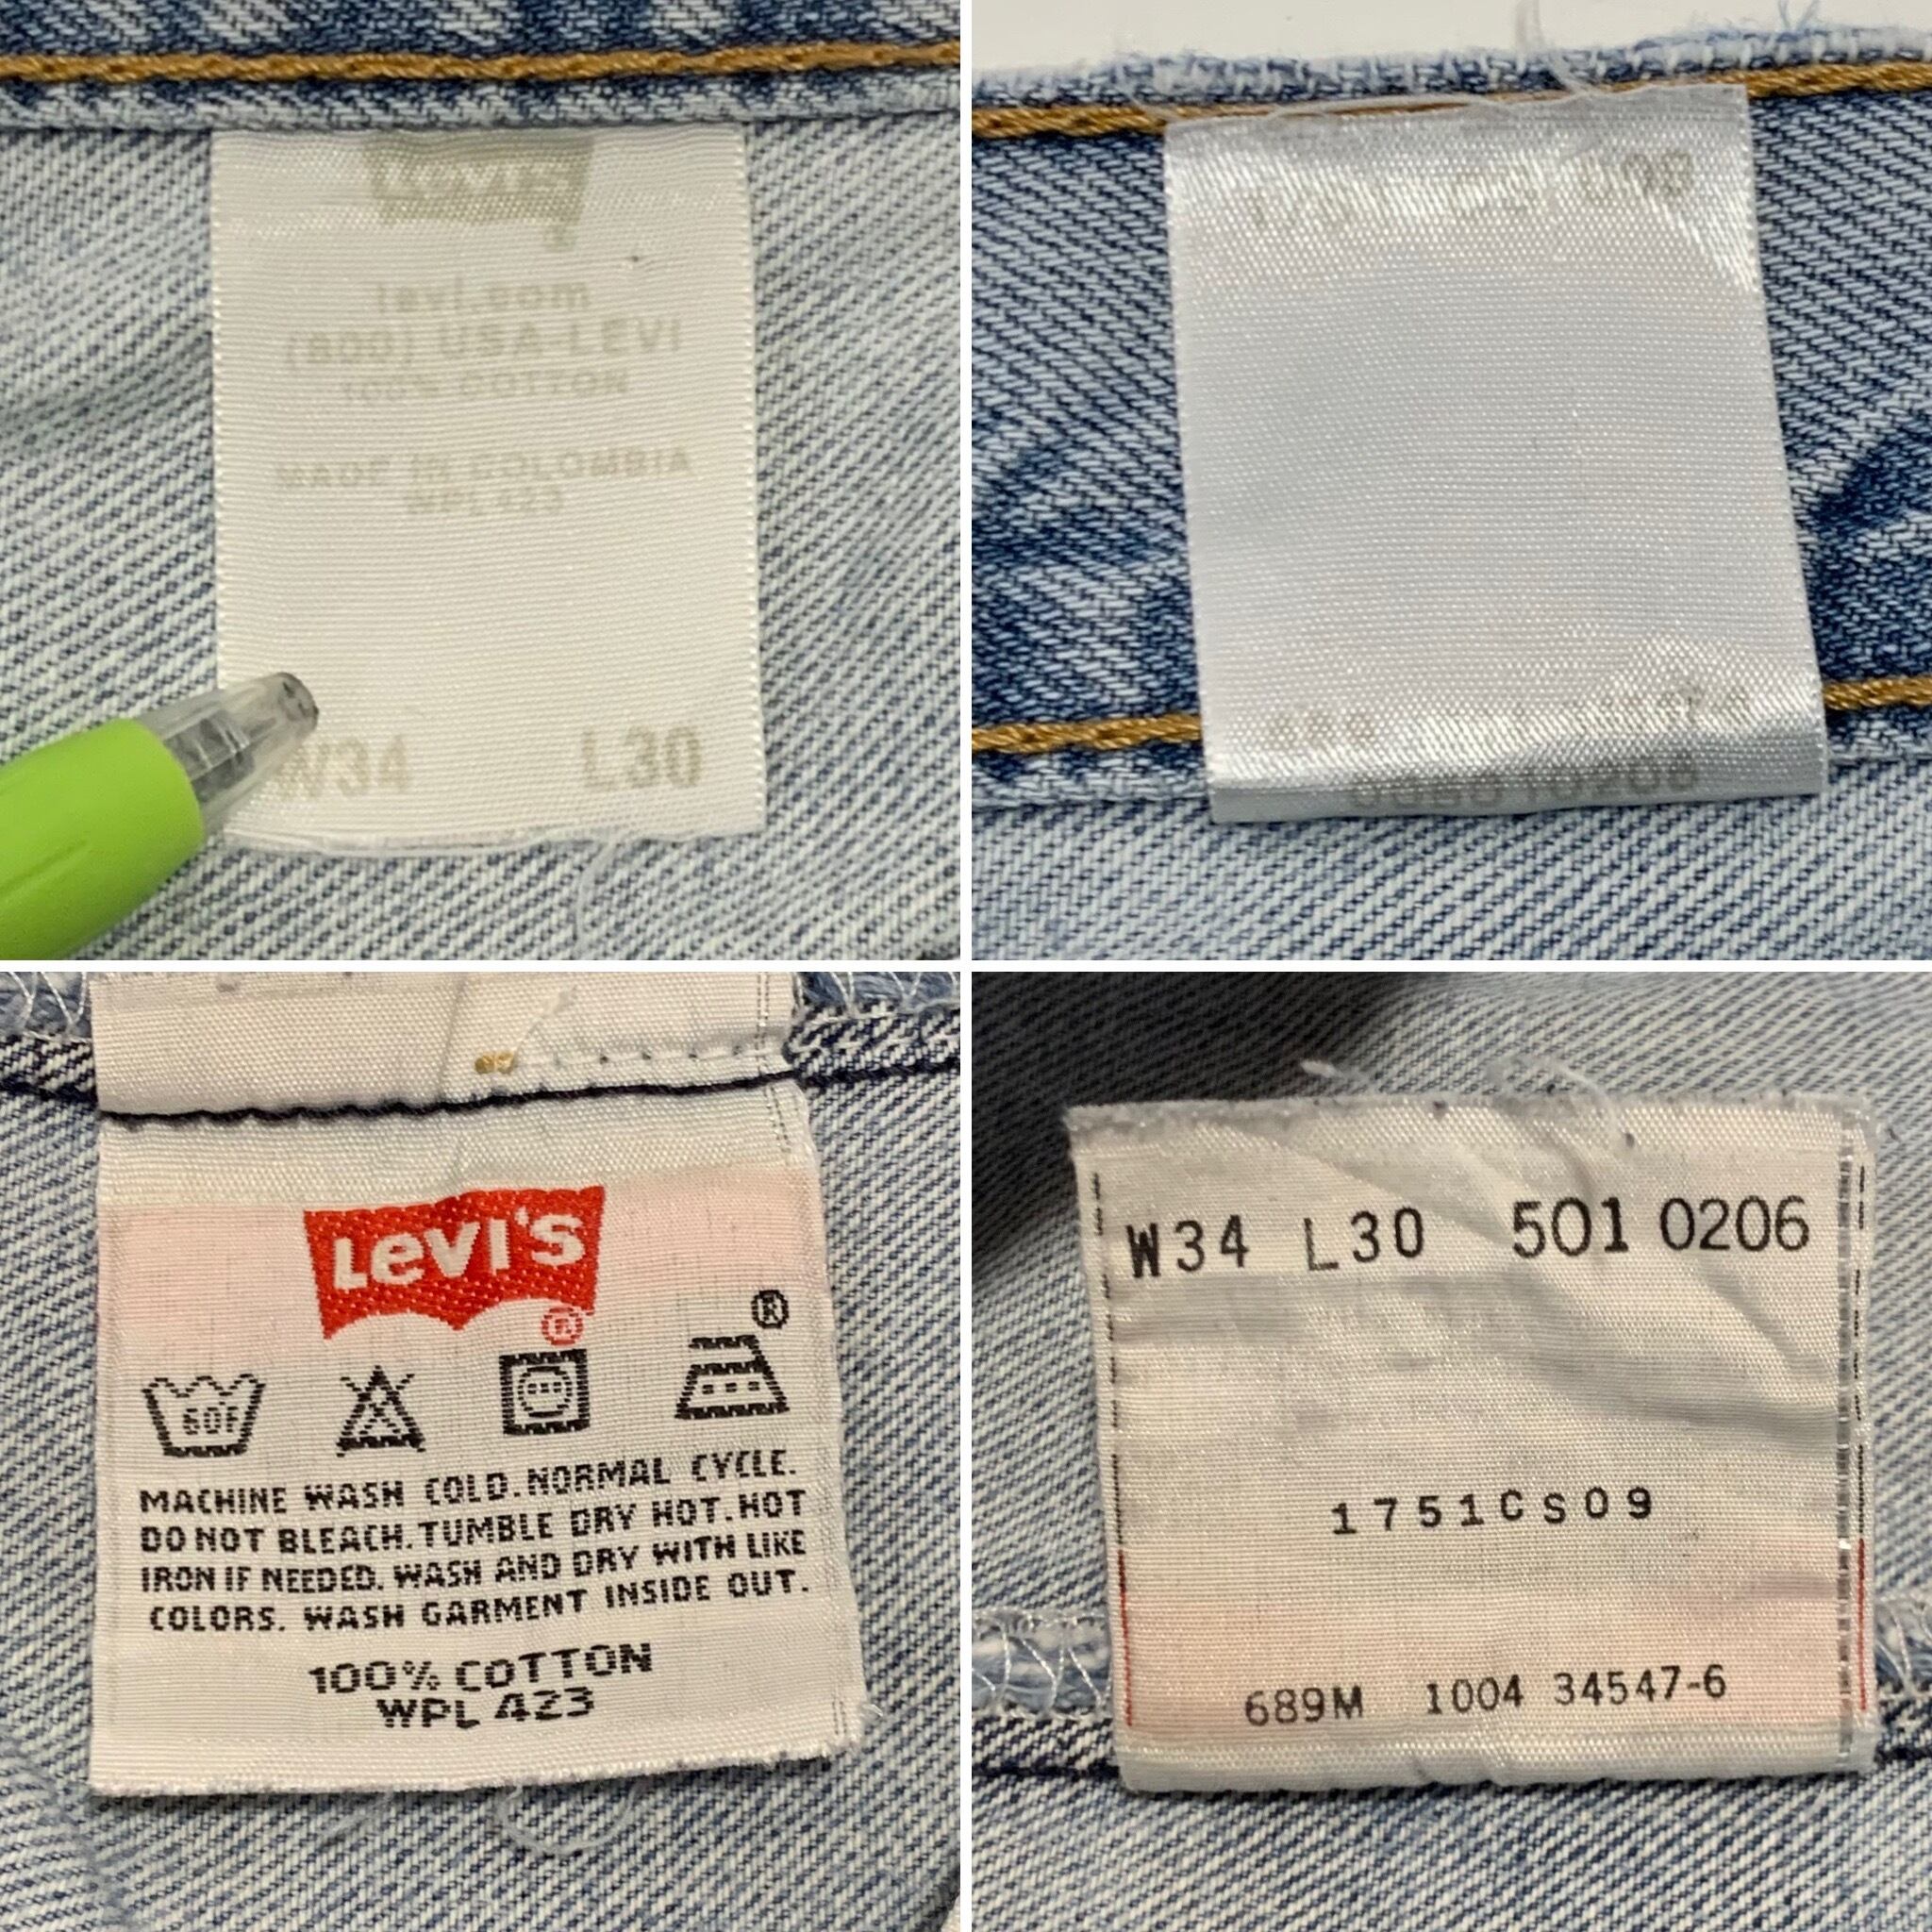 LEVI'S
levi.com
(800) USA-LEVI
100% COTTON
MADE IN COLOMBIA
WPL 423
W34 L30
LEVI'S
®
®
60F
MACHINE WASH COLD. NORMAL CYCLE.
DO NOT BLEACH. TUMBLE DRY HOT. HOT
IRON IF NEEDED. WASH AND DRY WITH LIKE
COLORS. WASH GARMENT INSIDE OUT.
100% COTTON
WPL 423
W34 L30 501 0206
1751CS09
689M 1004 34547-6